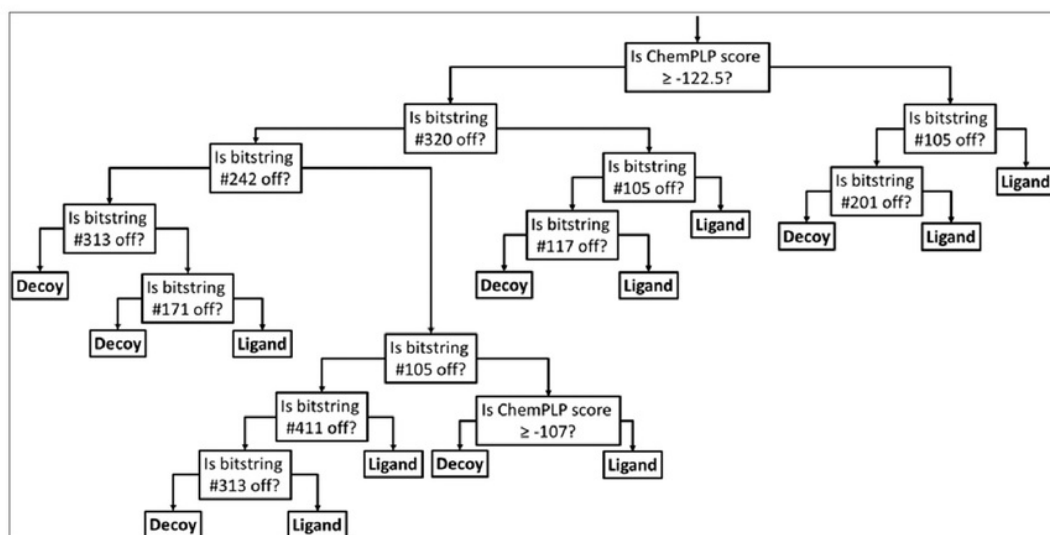 Is ChemPLP score
≥ -122.5?
Is bitstring
#320 off?
Is bitstring
#105 off?
Is bitstring
#242 off?
Is bitstring
#105 off?
Is bitstring
#201 off?
Ligand
Is bitstring
#313 off?
Is bitstring
#117 off?
Ligand
Decoy
Ligand
Decoy
Is bitstring
#171 off?
Decoy
Ligand
Decoy
Ligand
Is bitstring
#105 off?
Is bitstring
#411 off?
Is ChemPLP score
≥ -107?
Is bitstring
#313 off?
Ligand
Decoy
Ligand
Decoy
Ligand